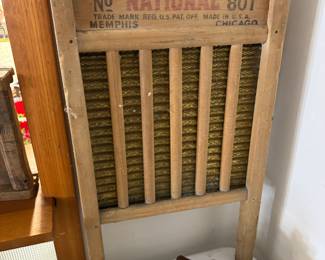 No NATIONAL 801
TRADE MARK REG. U.S. PAT. OFF. MADE IN U.S.A.
MEMPHIS CHICAGO